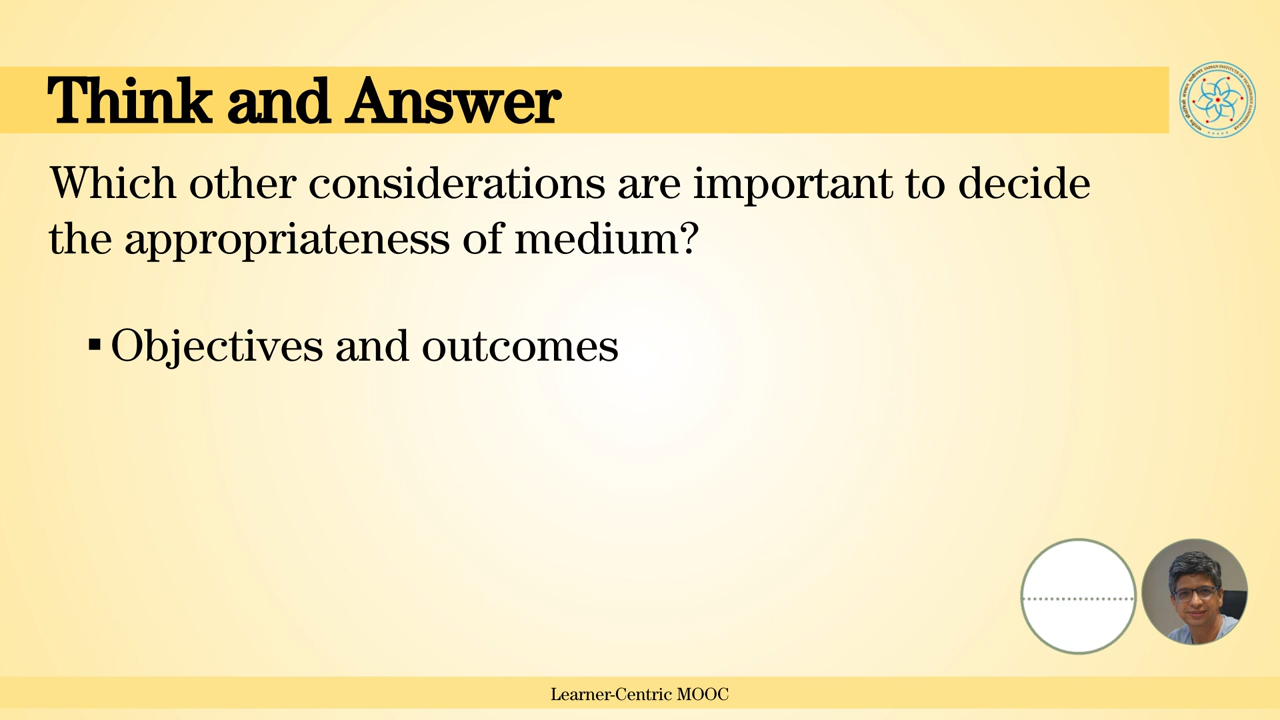 Think and Answer
Which other considerations are important to decide
the appropriateness of medium?
▪ Objectives and outcomes
Learner-Centric MOOC